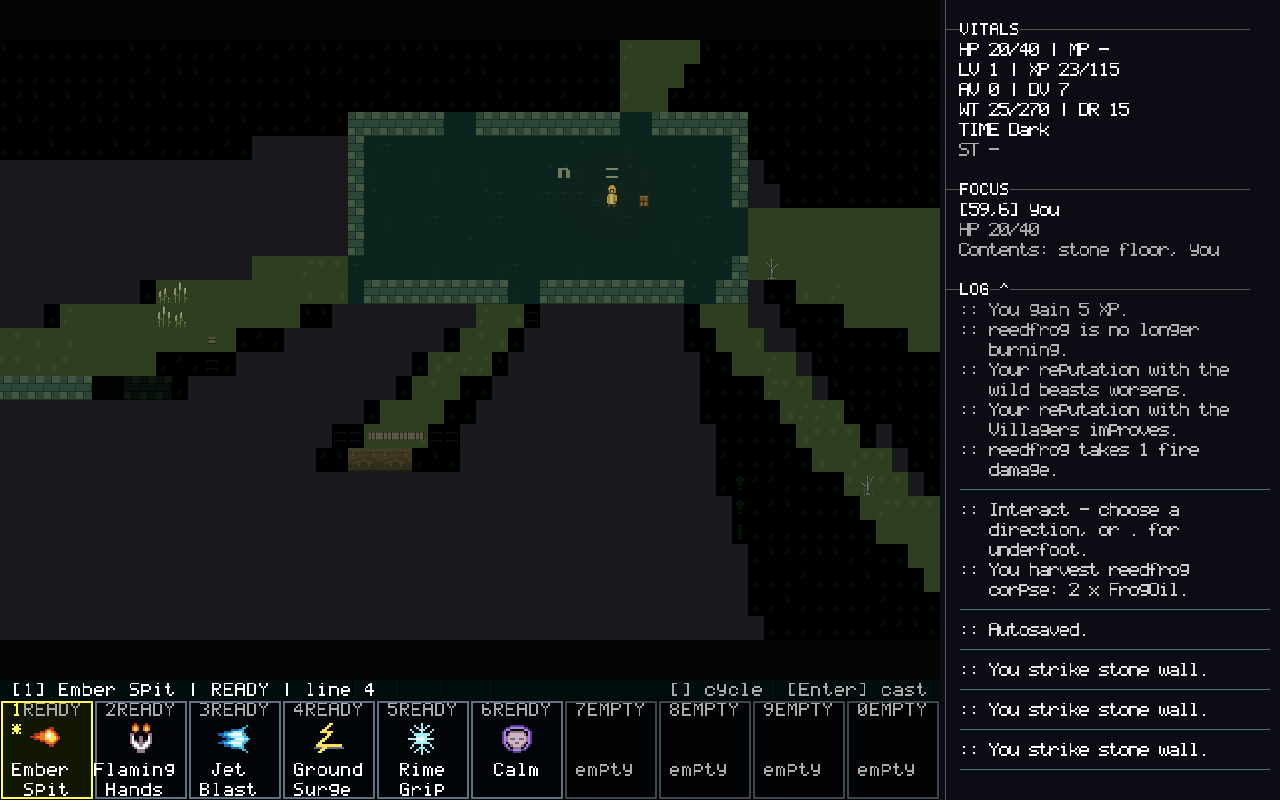 VITALS
HP 20/40 | MP -
LV 1 | XP 23/115
AV 0 | DV 7
WT 25/270 | DR 15
TIME Dark
ST -
FOCUS
[59,6] You
HP 20/40
Contents: stone floor, You
LOG ^
:: You gain 5 XP.
:: reedfrog is no longer
burning.
:: Your reputation with the
wild beasts worsens.
:: Your reputation with the
Villagers improves.
:: reedfrog takes 1 fire
damage.
:: Interact - choose a
direction, or . for
underfoot.
:: You harvest reedfrog
corpse: 2 x FrogOil.
:: Autosaved.
:: You strike stone wall.
:: You strike stone wall.
:: You strike stone wall.
n =
[1] Ember Spit | READY | line 4
[] cycle [Enter] cast
1READY 2READY 3READY 4READY 5READY 6READY 7EMPTY 8EMPTY 9EMPTY 0EMPTY
*
Ember Flaming Jet Ground Rime Calm empty empty empty empty
Spit Hands Blast Surge Grip